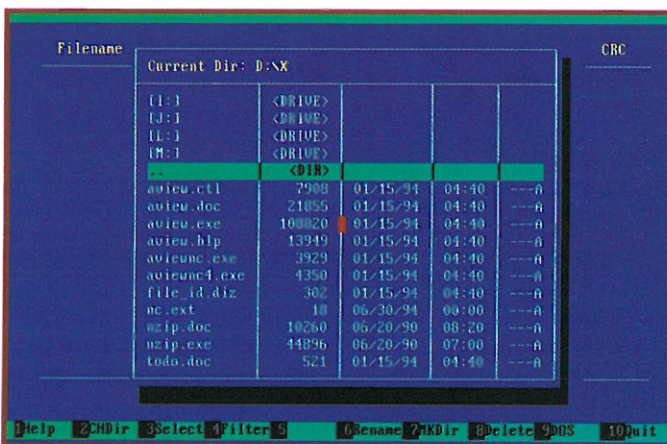 Filename CRC
Current Dir: D:\X
[I:] <DRIVE>
[J:] <DRIVE>
[L:] <DRIVE>
[M:] <DRIVE>
.. <DIR>
aview.ctl 7908 01/15/94 04:40 ---A
aview.doc 21855 01/15/94 04:40 ---A
aview.exe 108820 01/15/94 04:40 ---A
aview.hlp 13949 01/15/94 04:40 ---A
aviewnc.exe 3929 01/15/94 04:40 ---A
aviewnc4.exe 4350 01/15/94 04:40 ---A
file_id.diz 302 01/15/94 04:40 ---A
nc.ext 18 06/30/94 00:00 ---A
nzip.doc 10260 06/20/90 08:20 ---A
nzip.exe 44896 06/20/90 07:00 ---A
todo.doc 521 01/15/94 04:40 ---A
1Help 2CHDir 3Select 4Filter 5 6Rename 7MKDir 8Delete 9DOS 10Quit